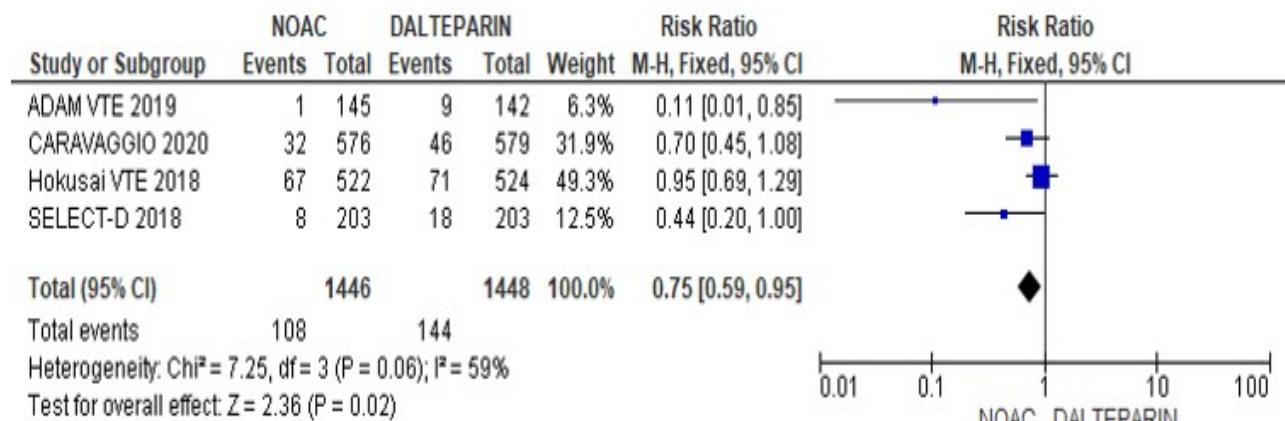 NOAC DALTEPARIN Risk Ratio Risk Ratio
Study or Subgroup Events Total Events Total Weight M-H, Fixed, 95% CI M-H, Fixed, 95% CI
ADAM VTE 2019 1 145 9 142 6.3% 0.11 [0.01, 0.85]
CARAVAGGIO 2020 32 576 46 579 31.9% 0.70 [0.45, 1.08]
Hokusai VTE 2018 67 522 71 524 49.3% 0.95 [0.69, 1.29]
SELECT-D 2018 8 203 18 203 12.5% 0.44 [0.20, 1.00]
Total (95% CI) 1446 1448 100.0% 0.75 [0.59, 0.95]
Total events 108 144
Heterogeneity: Chi² = 7.25, df = 3 (P = 0.06); I² = 59%
Test for overall effect: Z = 2.36 (P = 0.02)
0.01 0.1 1 10 100
NOAC DALTEPARIN